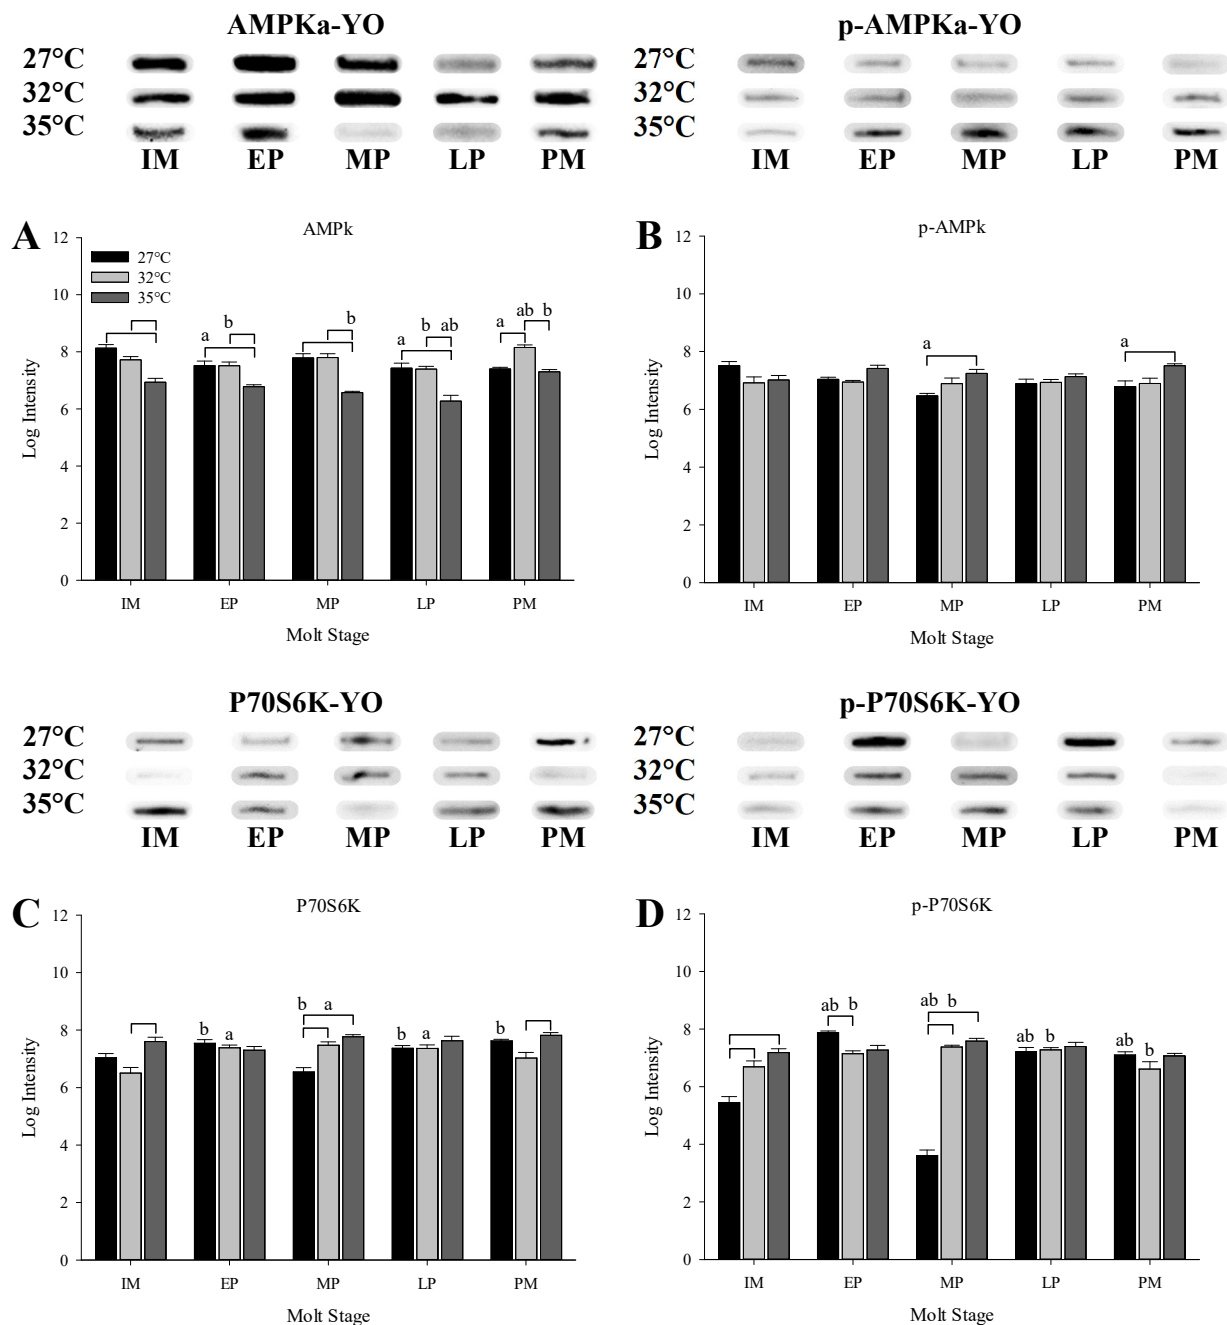 AMPKa-YO
27°C
32°C
35°C
IM EP MP LP PM
p-AMPKa-YO
27°C
32°C
35°C
IM EP MP LP PM
A
AMPk
12
10
8
6
4
2
0
Log Intensity
27°C
32°C
35°C
a b b a b ab a ab b
IM EP MP LP PM
Molt Stage
B
p-AMPk
12
10
8
6
4
2
0
Log Intensity
a a
IM EP MP LP PM
Molt Stage
P70S6K-YO
27°C
32°C
35°C
IM EP MP LP PM
p-P70S6K-YO
27°C
32°C
35°C
IM EP MP LP PM
C
P70S6K
12
10
8
6
4
2
0
Log Intensity
b a b a b a b
IM EP MP LP PM
Molt Stage
D
p-P70S6K
12
10
8
6
4
2
0
Log Intensity
ab b ab b ab b ab b
IM EP MP LP PM
Molt Stage